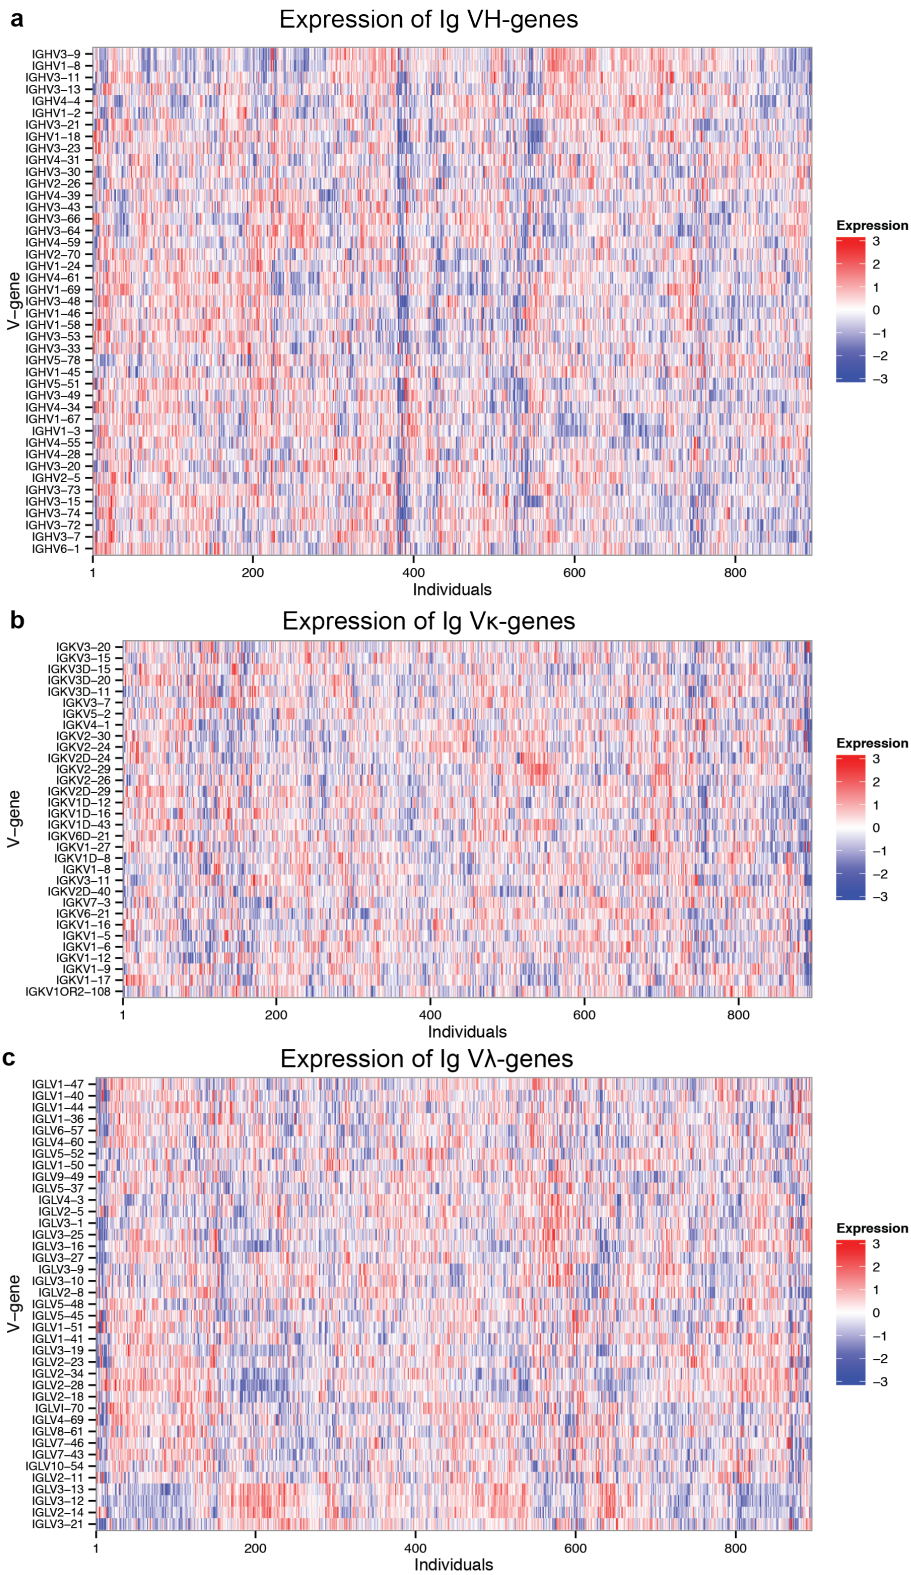 a
Expression of Ig VH-genes
V-gene
IGHV3-9
IGHV1-8
IGHV3-11
IGHV3-13
IGHV4-4
IGHV1-2
IGHV3-21
IGHV1-18
IGHV3-23
IGHV4-31
IGHV3-30
IGHV2-26
IGHV4-39
IGHV3-43
IGHV3-66
IGHV3-64
IGHV4-59
IGHV2-70
IGHV1-24
IGHV4-61
IGHV1-69
IGHV3-48
IGHV1-46
IGHV1-58
IGHV3-53
IGHV3-33
IGHV5-78
IGHV1-45
IGHV5-51
IGHV3-49
IGHV4-34
IGHV1-67
IGHV1-3
IGHV4-55
IGHV4-28
IGHV3-20
IGHV2-5
IGHV3-73
IGHV3-15
IGHV3-74
IGHV3-72
IGHV3-7
IGHV6-1
1 200 400 600 800
Individuals
Expression
3
2
1
0
−1
−2
−3
b
Expression of Ig Vκ-genes
V-gene
IGKV3-20
IGKV3-15
IGKV3D-15
IGKV3D-20
IGKV3D-11
IGKV3-7
IGKV5-2
IGKV4-1
IGKV2-30
IGKV2-24
IGKV2D-24
IGKV2-29
IGKV2-26
IGKV2D-29
IGKV1D-12
IGKV1D-16
IGKV1D-43
IGKV6D-21
IGKV1-27
IGKV1D-8
IGKV1-8
IGKV3-11
IGKV2D-40
IGKV7-3
IGKV6-21
IGKV1-16
IGKV1-5
IGKV1-6
IGKV1-12
IGKV1-9
IGKV1-17
IGKV1OR2-108
1 200 400 600 800
Individuals
Expression
3
2
1
0
−1
−2
−3
c
Expression of Ig Vλ-genes
V-gene
IGLV1-47
IGLV1-40
IGLV1-44
IGLV1-36
IGLV6-57
IGLV4-60
IGLV5-52
IGLV1-50
IGLV9-49
IGLV5-37
IGLV4-3
IGLV2-5
IGLV3-1
IGLV3-25
IGLV3-16
IGLV3-27
IGLV3-9
IGLV3-10
IGLV2-8
IGLV5-48
IGLV5-45
IGLV1-51
IGLV1-41
IGLV3-19
IGLV2-23
IGLV2-34
IGLV2-28
IGLV2-18
IGLVI-70
IGLV4-69
IGLV8-61
IGLV7-46
IGLV7-43
IGLV10-54
IGLV2-11
IGLV3-13
IGLV3-12
IGLV2-14
IGLV3-21
1 200 400 600 800
Individuals
Expression
3
2
1
0
−1
−2
−3